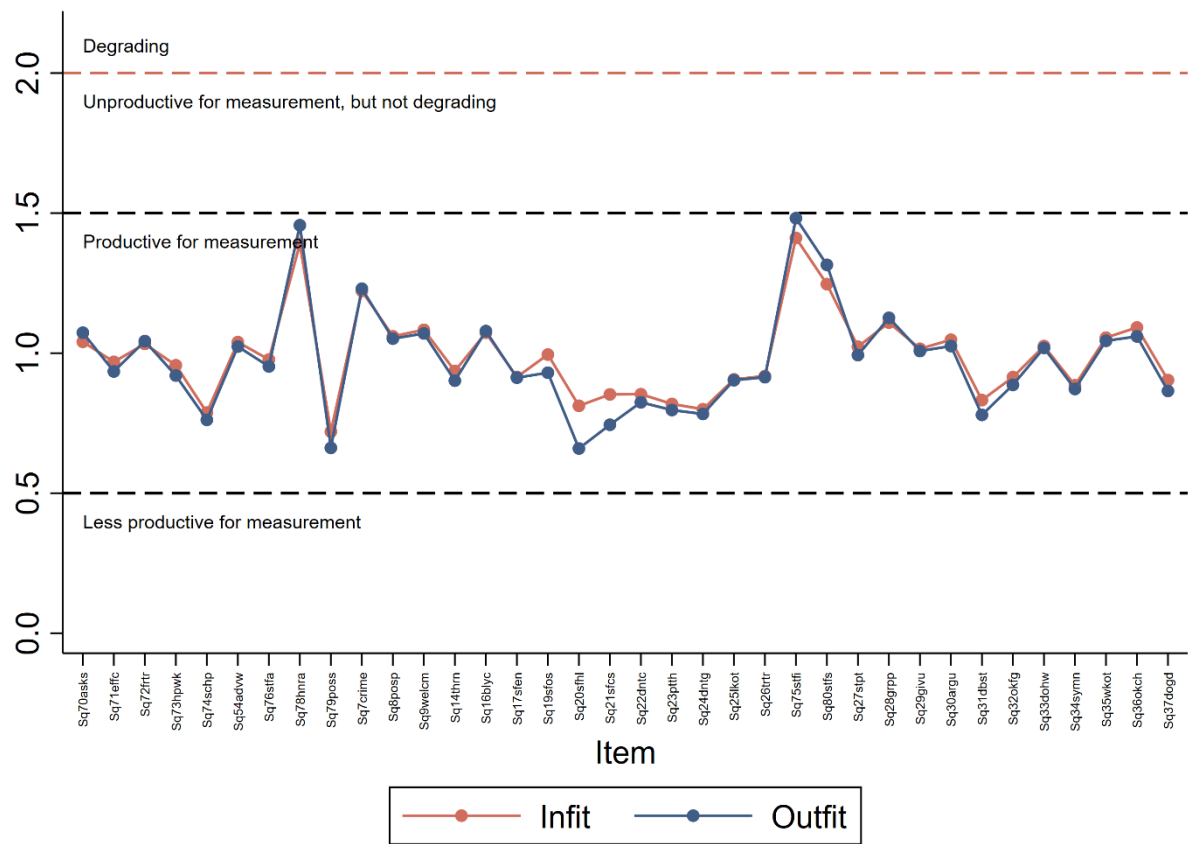 Degrading
2.0
Unproductive for measurement, but not degrading
1.5
Productive for measurement
1.0
0.5
Less productive for measurement
0.0
Sq70asks
Sq71effc
Sq72frtr
Sq73hpwk
Sq74schp
Sq54advw
Sq76stfa
Sq78hnra
Sq79poss
Sq7crime
Sq8posp
Sq9welcm
Sq14thrn
Sq16blyc
Sq17sfen
Sq19sfos
Sq20sfhl
Sq21sfcs
Sq22dntc
Sq23ptth
Sq24dntg
Sq25lkot
Sq26trtr
Sq75stfi
Sq80stfs
Sq27stpt
Sq28grpp
Sq29givu
Sq30argu
Sq31dbst
Sq32okfg
Sq33dohw
Sq34symn
Sq35wkot
Sq36okch
Sq37dogd
Item
Infit
Outfit